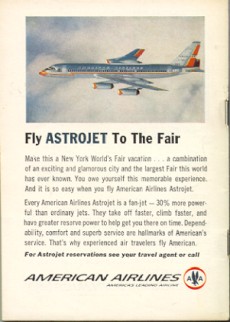 Fly ASTROJET To The Fair
Make this a New York World's Fair vacation . . . a combination
of an exciting and glamorous city and the largest Fair this world
has ever known. You owe yourself this memorable experience.
And it is so easy when you fly American Airlines Astrojet.
Every American Airlines Astrojet is a fan-jet — 30% more power-
ful than ordinary jets. They take off faster, climb faster, and
have greater reserve power to help get you there on time. Depend-
ability, comfort and superb service are hallmarks of American's
service. That's why experienced air travelers fly American.
For Astrojet reservations see your travel agent or call
AMERICAN AIRLINES
AMERICA'S LEADING AIRLINE
A A